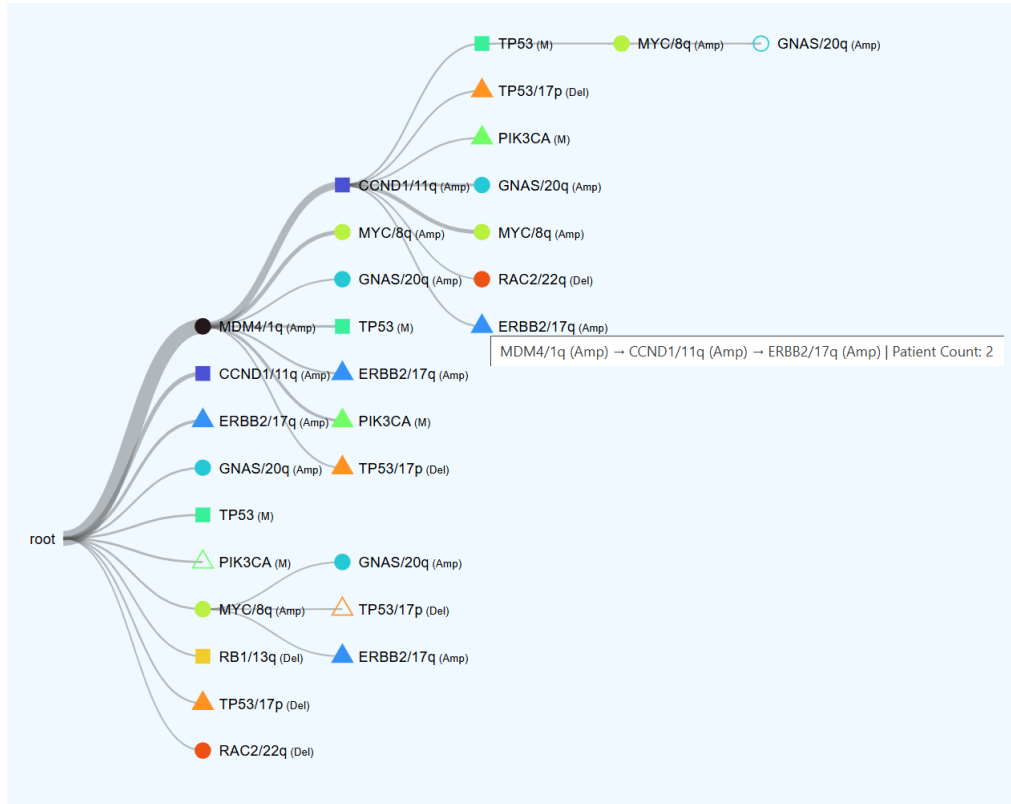 TP53 (M) MYC/8q (Amp) GNAS/20q (Amp)
TP53/17p (Del)
PIK3CA (M)
CCND1/11q (Amp) GNAS/20q (Amp)
MYC/8q (Amp) MYC/8q (Amp)
GNAS/20q (Amp) RAC2/22q (Del)
MDM4/1q (Amp) TP53 (M) ERBB2/17q (Amp)
MDM4/1q (Amp) → CCND1/11q (Amp) → ERBB2/17q (Amp) | Patient Count: 2
CCND1/11q (Amp) ERBB2/17q (Amp)
ERBB2/17q (Amp) PIK3CA (M)
GNAS/20q (Amp) TP53/17p (Del)
TP53 (M)
root
PIK3CA (M) GNAS/20q (Amp)
MYC/8q (Amp) TP53/17p (Del)
RB1/13q (Del) ERBB2/17q (Amp)
TP53/17p (Del)
RAC2/22q (Del)